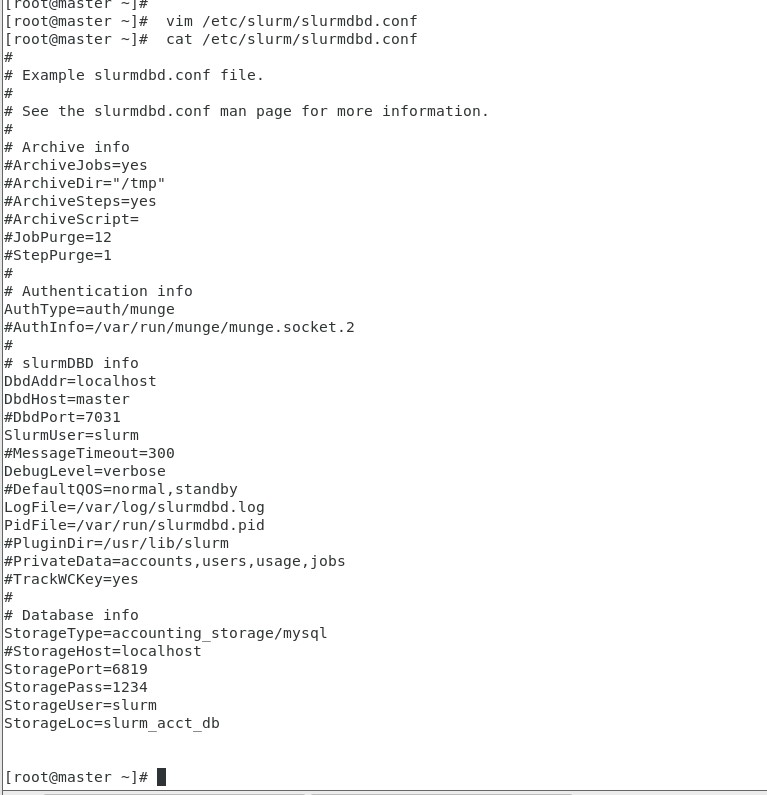 [root@master ~]#
[root@master ~]#  vim /etc/slurm/slurmdbd.conf
[root@master ~]#  cat /etc/slurm/slurmdbd.conf
#
# Example slurmdbd.conf file.
#
# See the slurmdbd.conf man page for more information.
#
# Archive info
#ArchiveJobs=yes
#ArchiveDir="/tmp"
#ArchiveSteps=yes
#ArchiveScript=
#JobPurge=12
#StepPurge=1
#
# Authentication info
AuthType=auth/munge
#AuthInfo=/var/run/munge/munge.socket.2
#
# slurmDBD info
DbdAddr=localhost
DbdHost=master
#DbdPort=7031
SlurmUser=slurm
#MessageTimeout=300
DebugLevel=verbose
#DefaultQOS=normal,standby
LogFile=/var/log/slurmdbd.log
PidFile=/var/run/slurmdbd.pid
#PluginDir=/usr/lib/slurm
#PrivateData=accounts,users,usage,jobs
#TrackWCKey=yes
#
# Database info
StorageType=accounting_storage/mysql
#StorageHost=localhost
StoragePort=6819
StoragePass=1234
StorageUser=slurm
StorageLoc=slurm_acct_db
[root@master ~]#